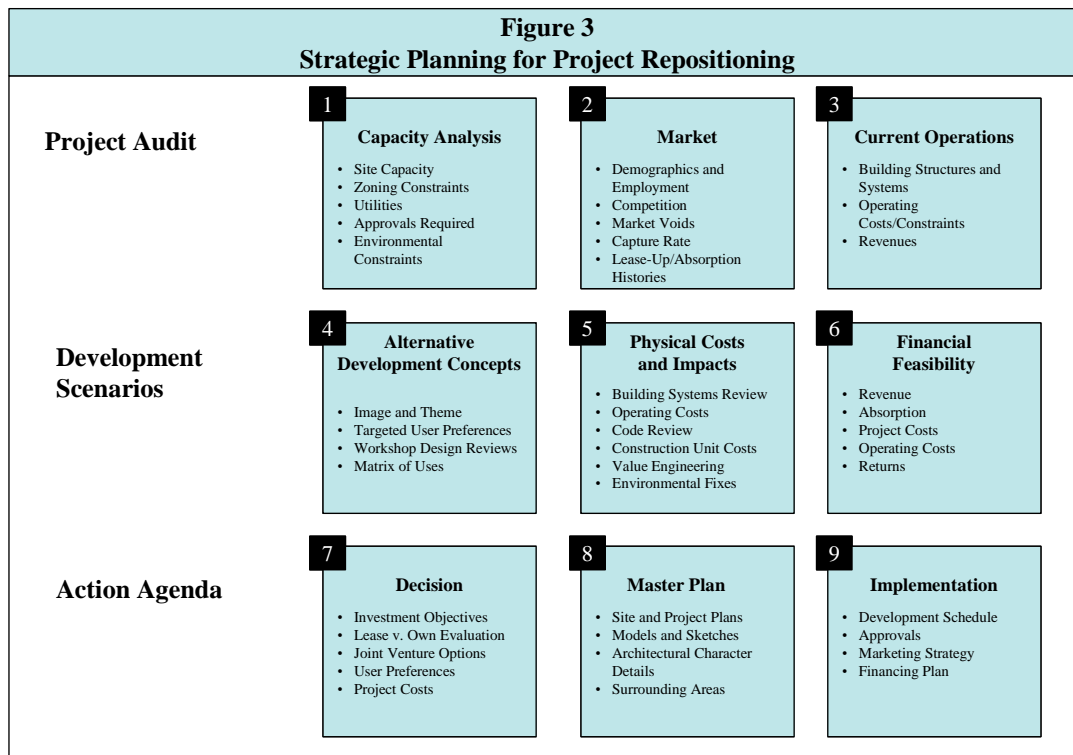 Figure 3
Strategic Planning for Project Repositioning
Project Audit
1
Capacity Analysis
• Site Capacity
• Zoning Constraints
• Utilities
• Approvals Required
• Environmental
Constraints
2
Market
• Demographics and
Employment
• Competition
• Market Voids
• Capture Rate
• Lease-Up/Absorption
Histories
3
Current Operations
• Building Structures and
Systems
• Operating
Costs/Constraints
• Revenues
Development
Scenarios
4
Alternative
Development Concepts
• Image and Theme
• Targeted User Preferences
• Workshop Design Reviews
• Matrix of Uses
5
Physical Costs
and Impacts
• Building Systems Review
• Operating Costs
• Code Review
• Construction Unit Costs
• Value Engineering
• Environmental Fixes
6
Financial
Feasibility
• Revenue
• Absorption
• Project Costs
• Operating Costs
• Returns
Action Agenda
7
Decision
• Investment Objectives
• Lease v. Own Evaluation
• Joint Venture Options
• User Preferences
• Project Costs
8
Master Plan
• Site and Project Plans
• Models and Sketches
• Architectural Character
Details
• Surrounding Areas
9
Implementation
• Development Schedule
• Approvals
• Marketing Strategy
• Financing Plan